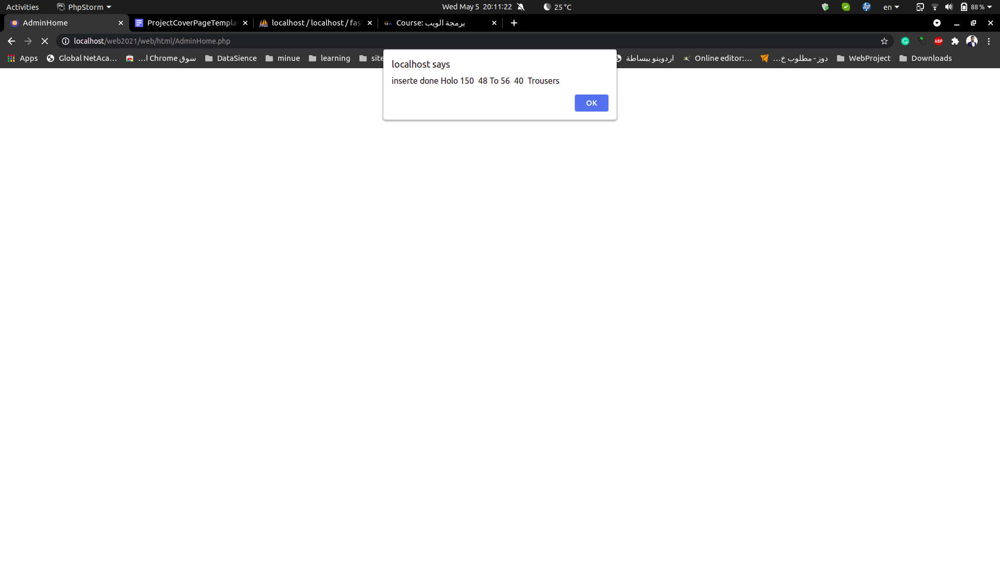 Activities PhpStorm Wed May 5 20:11:22 25 °C hp en 88 %
AdminHome ProjectCoverPageTempla localhost / localhost / fas Course: برمجة الويب
localhost/web2021/web/html/AdminHome.php ABP
Apps Global NetAca... سوق Chrome ا... DataSience minue learning site اردوينو ببساطة Online editor:... دوز - مطلوب خ... WebProject Downloads
localhost says
inserte done Holo 150 48 To 56 40 Trousers
OK